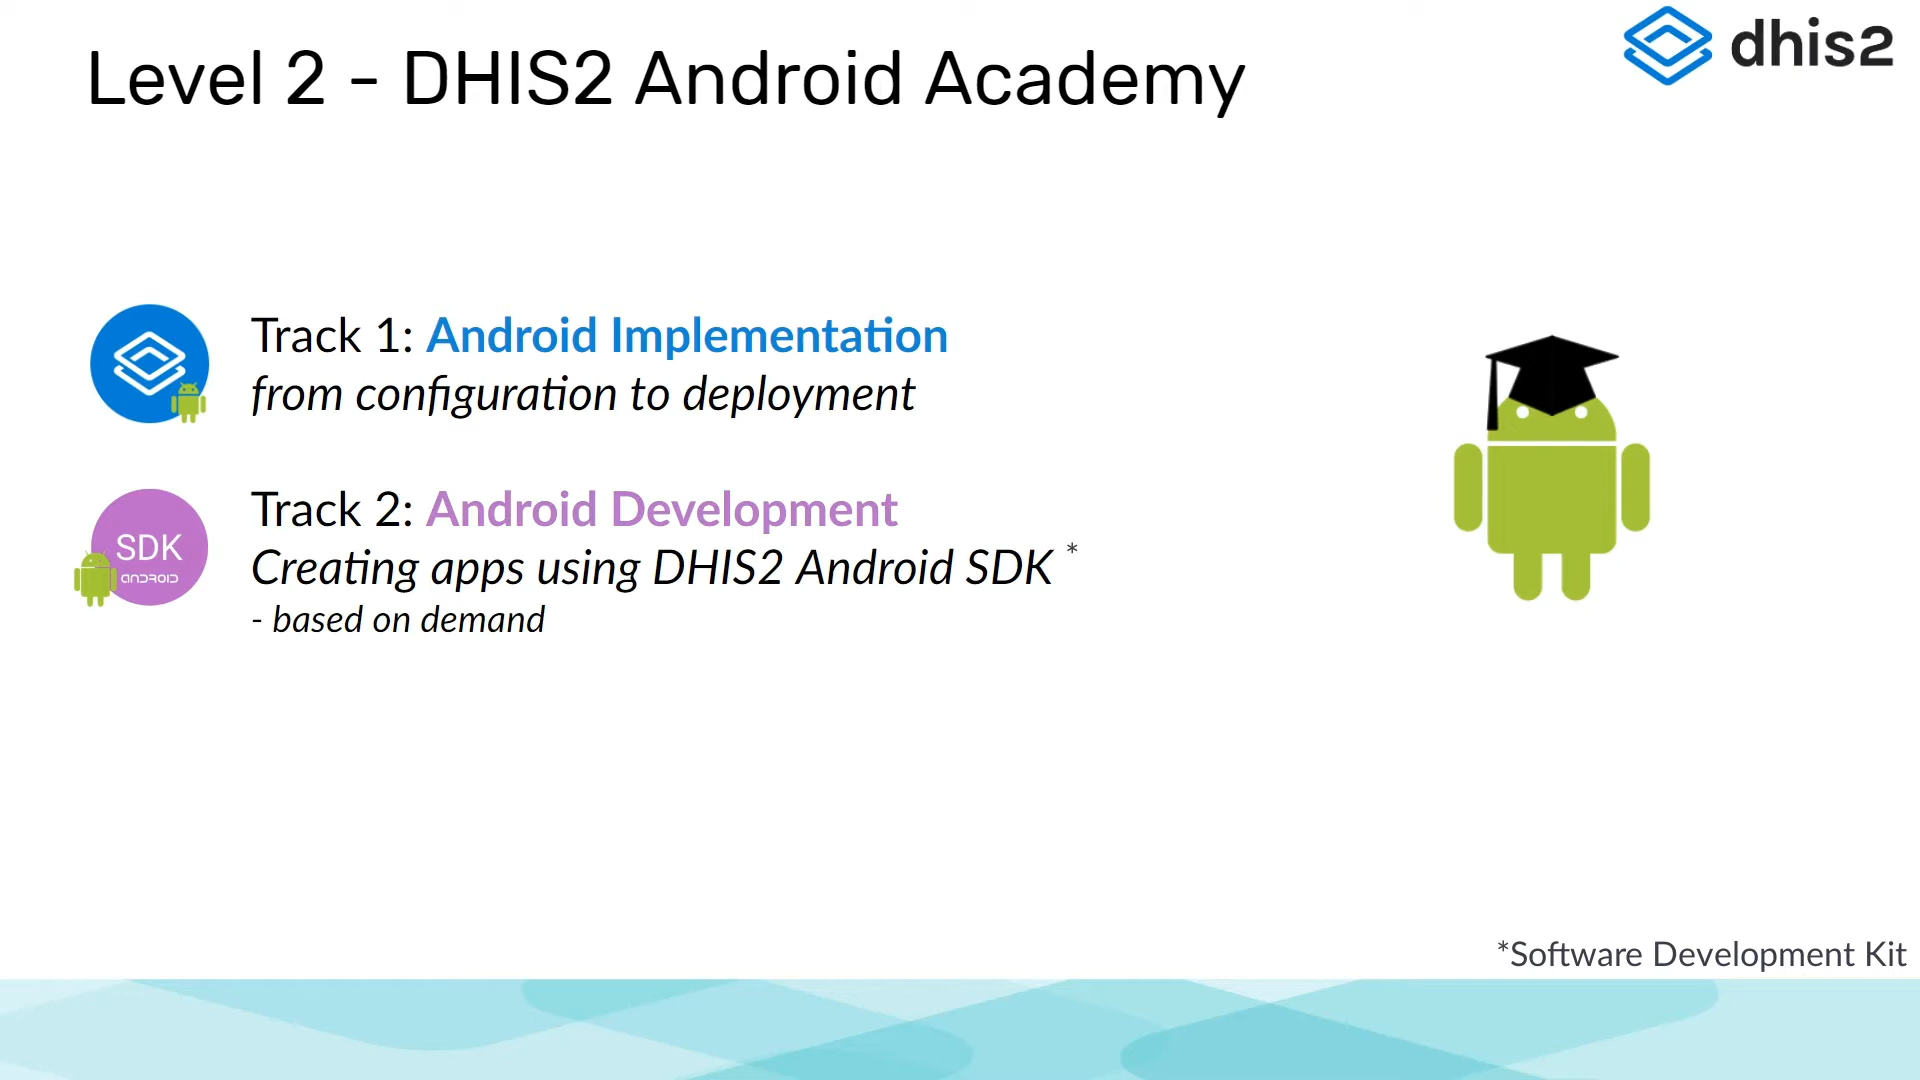 dhis2
Level 2 - DHIS2 Android Academy
Track 1: Android Implementation
from configuration to deployment
SDK
ANDROID
Track 2: Android Development
Creating apps using DHIS2 Android SDK *
- based on demand
*Software Development Kit